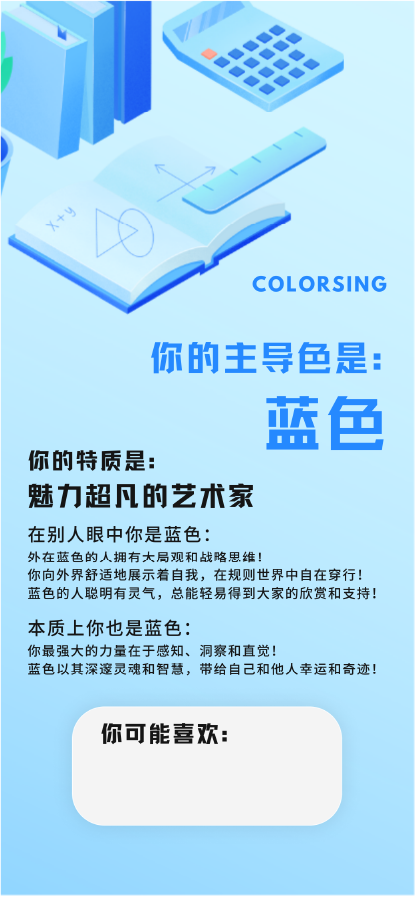 x+y
COLORSING
你的主导色是:
蓝色
你的特质是:
魅力超凡的艺术家
在别人眼中你是蓝色：
外在蓝色的人拥有大局观和战略思维！
你向外界舒适地展示着自我，在规则世界中自在穿行！
蓝色的人聪明有灵气，总能轻易得到大家的欣赏和支持！
本质上你也是蓝色：
你最强大的力量在于感知、洞察和直觉！
蓝色以其深邃灵魂和智慧，带给自己和他人幸运和奇迹！
你可能喜欢: